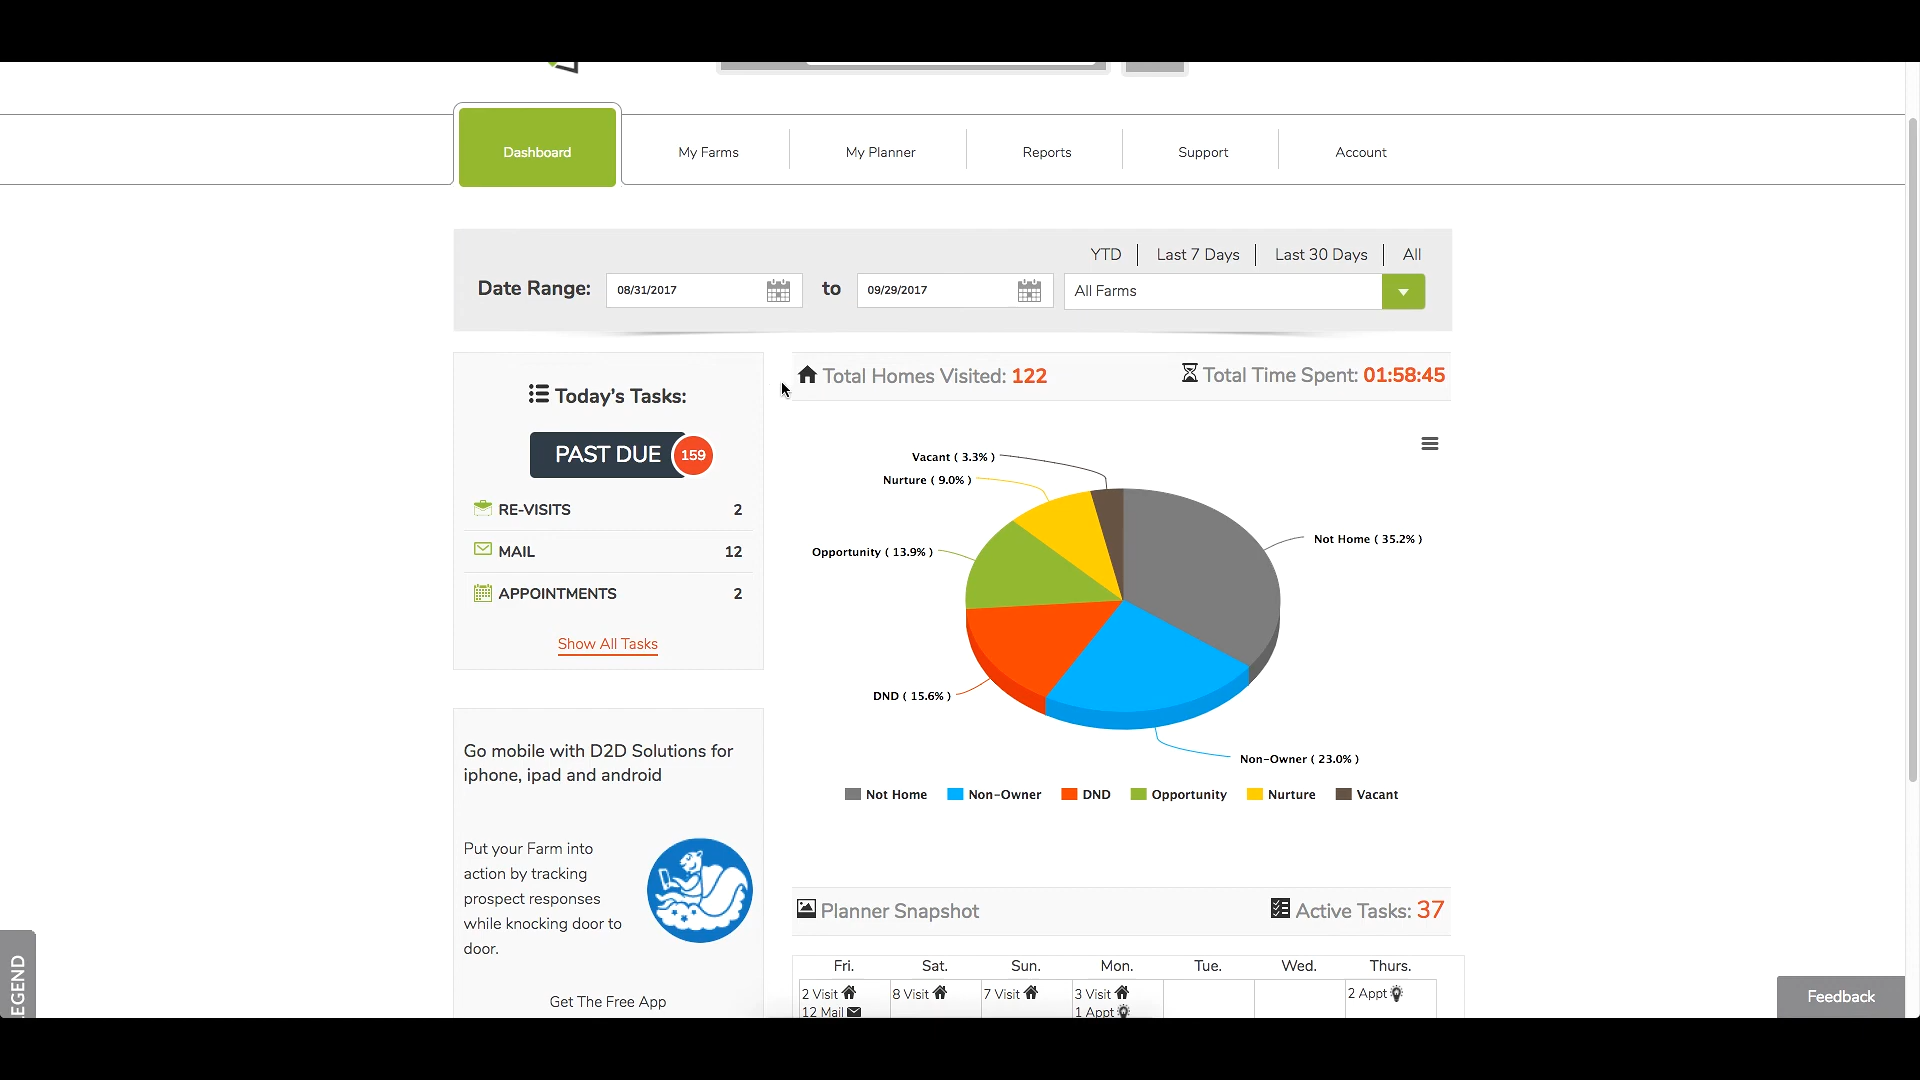 Dashboard
My Farms
My Planner
Reports
Support
Account
YTD
Last 7 Days
Last 30 Days
All
Date Range:
08/31/2017
to
09/29/2017
All Farms
Today's Tasks:
PAST DUE 159
RE-VISITS 2
MAIL 12
APPOINTMENTS 2
Show All Tasks
Total Homes Visited: 122
Total Time Spent: 01:58:45
Vacant ( 3.3% )
Nurture ( 9.0% )
Not Home ( 35.2% )
Opportunity ( 13.9% )
DND ( 15.6% )
Non-Owner ( 23.0% )
Not Home
Non-Owner
DND
Opportunity
Nurture
Vacant
Go mobile with D2D Solutions for
iphone, ipad and android
Put your Farm into
action by tracking
prospect responses
while knocking door to
door.
Get The Free App
Planner Snapshot
Active Tasks: 37
Fri. Sat. Sun. Mon. Tue. Wed. Thurs.
2 Visit 8 Visit 7 Visit 3 Visit 2 Appt
12 Mail 1 Appt
Feedback